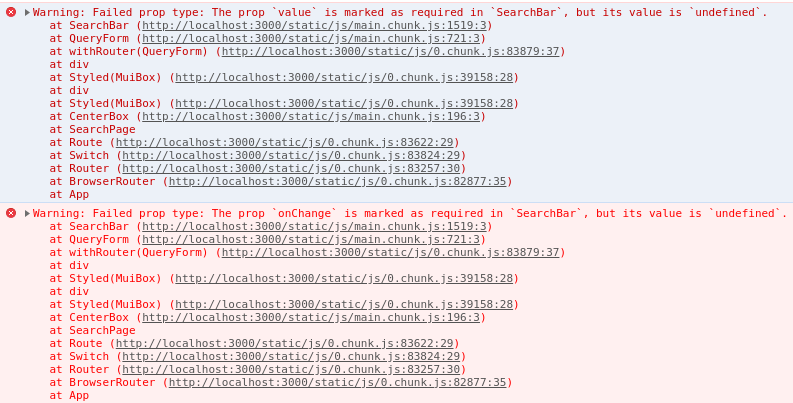 Warning: Failed prop type: The prop `value` is marked as required in `SearchBar`, but its value is `undefined`.
at SearchBar (http://localhost:3000/static/js/main.chunk.js:1519:3)
at QueryForm (http://localhost:3000/static/js/main.chunk.js:721:3)
at withRouter(QueryForm) (http://localhost:3000/static/js/0.chunk.js:83879:37)
at div
at Styled(MuiBox) (http://localhost:3000/static/js/0.chunk.js:39158:28)
at div
at Styled(MuiBox) (http://localhost:3000/static/js/0.chunk.js:39158:28)
at CenterBox (http://localhost:3000/static/js/main.chunk.js:196:3)
at SearchPage
at Route (http://localhost:3000/static/js/0.chunk.js:83622:29)
at Switch (http://localhost:3000/static/js/0.chunk.js:83824:29)
at Router (http://localhost:3000/static/js/0.chunk.js:83257:30)
at BrowserRouter (http://localhost:3000/static/js/0.chunk.js:82877:35)
at App
Warning: Failed prop type: The prop `onChange` is marked as required in `SearchBar`, but its value is `undefined`.
at SearchBar (http://localhost:3000/static/js/main.chunk.js:1519:3)
at QueryForm (http://localhost:3000/static/js/main.chunk.js:721:3)
at withRouter(QueryForm) (http://localhost:3000/static/js/0.chunk.js:83879:37)
at div
at Styled(MuiBox) (http://localhost:3000/static/js/0.chunk.js:39158:28)
at div
at Styled(MuiBox) (http://localhost:3000/static/js/0.chunk.js:39158:28)
at CenterBox (http://localhost:3000/static/js/main.chunk.js:196:3)
at SearchPage
at Route (http://localhost:3000/static/js/0.chunk.js:83622:29)
at Switch (http://localhost:3000/static/js/0.chunk.js:83824:29)
at Router (http://localhost:3000/static/js/0.chunk.js:83257:30)
at BrowserRouter (http://localhost:3000/static/js/0.chunk.js:82877:35)
at App